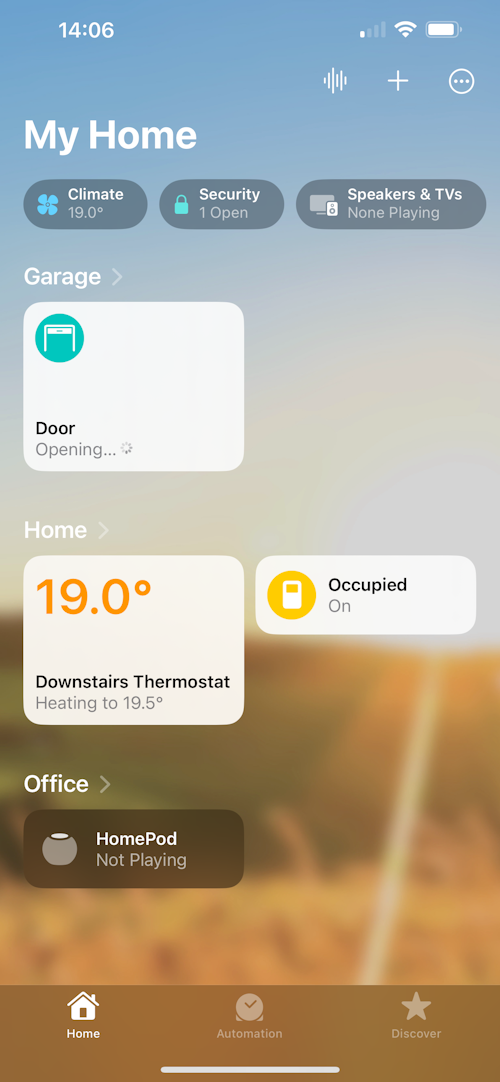 14:06
My Home
Climate
19.0°
Security
1 Open
Speakers & TVs
None Playing
Garage
Door
Opening...
Home
19.0°
Downstairs Thermostat
Heating to 19.5°
Occupied
On
Office
HomePod
Not Playing
Home
Automation
Discover